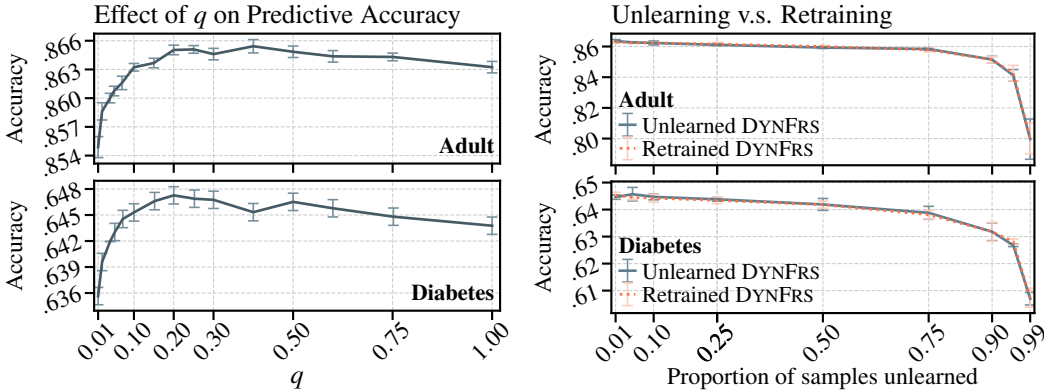 Effect of q on Predictive Accuracy
Accuracy
.866
.863
.860
.857
.854
Adult
Accuracy
.648
.645
.642
.639
.636
Diabetes
0.01
0.10
0.20
0.30
0.50
0.75
1.00
q
Unlearning v.s. Retraining
Accuracy
.86
.84
.82
.80
Adult
Unlearned DYNFRS
Retrained DYNFRS
Accuracy
.65
.64
.63
.62
.61
Diabetes
Unlearned DYNFRS
Retrained DYNFRS
0.01
0.10
0.25
0.50
0.75
0.90
0.99
Proportion of samples unlearned